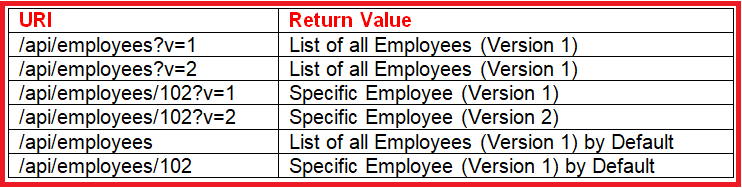 URI Return Value
/api/employees?v=1 List of all Employees (Version 1)
/api/employees?v=2 List of all Employees (Version 1)
/api/employees/102?v=1 Specific Employee (Version 1)
/api/employees/102?v=2 Specific Employee (Version 2)
/api/employees List of all Employees (Version 1) by Default
/api/employees/102 Specific Employee (Version 1) by Default